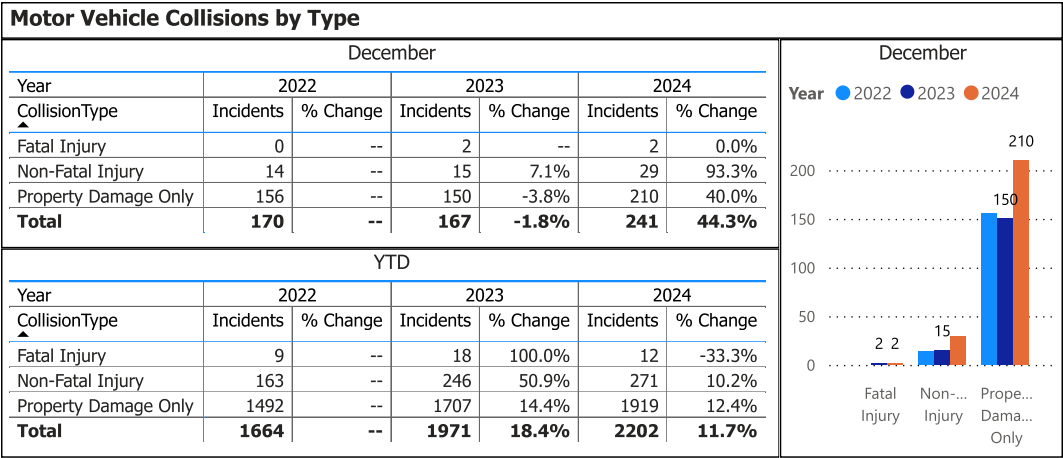 Motor Vehicle Collisions by Type
December
Year 2022 2023 2024
CollisionType Incidents % Change Incidents % Change Incidents % Change
Fatal Injury 0 -- 2 -- 2 0.0%
Non-Fatal Injury 14 -- 15 7.1% 29 93.3%
Property Damage Only 156 -- 150 -3.8% 210 40.0%
Total 170 -- 167 -1.8% 241 44.3%
YTD
Year 2022 2023 2024
CollisionType Incidents % Change Incidents % Change Incidents % Change
Fatal Injury 9 -- 18 100.0% 12 -33.3%
Non-Fatal Injury 163 -- 246 50.9% 271 10.2%
Property Damage Only 1492 -- 1707 14.4% 1919 12.4%
Total 1664 -- 1971 18.4% 2202 11.7%
December
Year 2022 2023 2024
210
200
150
150
100
50
15
2 2
0
Fatal Non-... Prope...
Injury Injury Dama...
Only